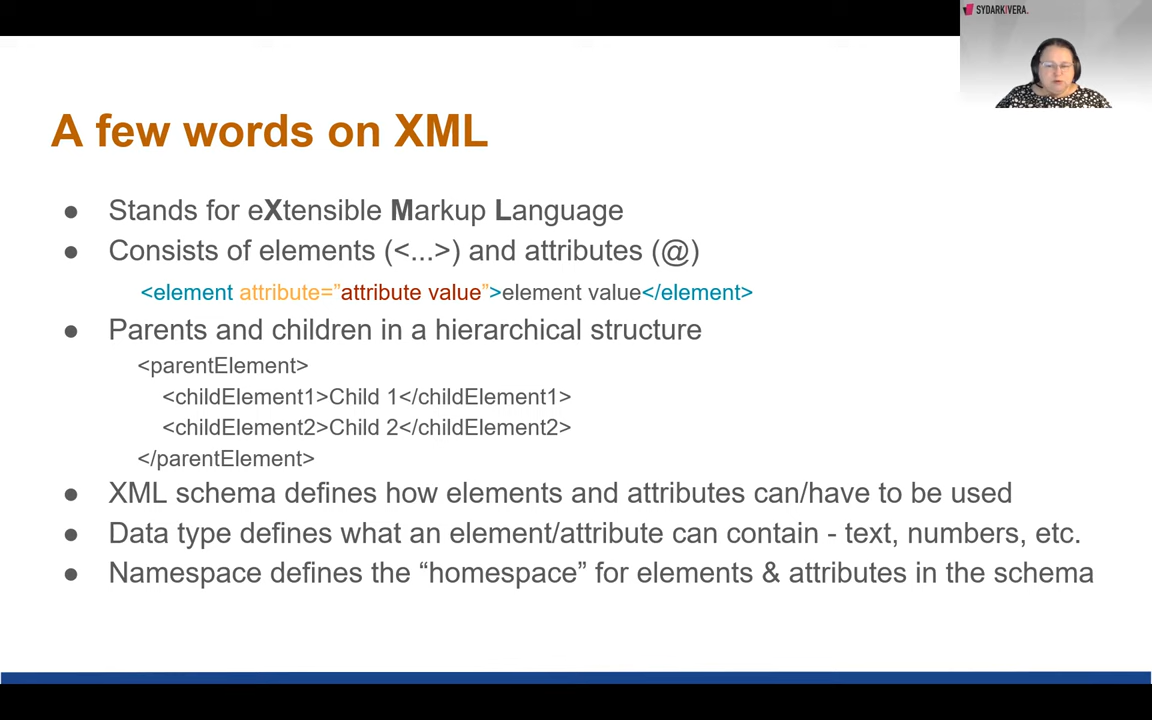 SYDARKIVERA.
A few words on XML
● Stands for eXtensible Markup Language
● Consists of elements (<...>) and attributes (@)
<element attribute=”attribute value”>element value</element>
● Parents and children in a hierarchical structure
<parentElement>
<childElement1>Child 1</childElement1>
<childElement2>Child 2</childElement2>
</parentElement>
● XML schema defines how elements and attributes can/have to be used
● Data type defines what an element/attribute can contain - text, numbers, etc.
● Namespace defines the “homespace” for elements & attributes in the schema